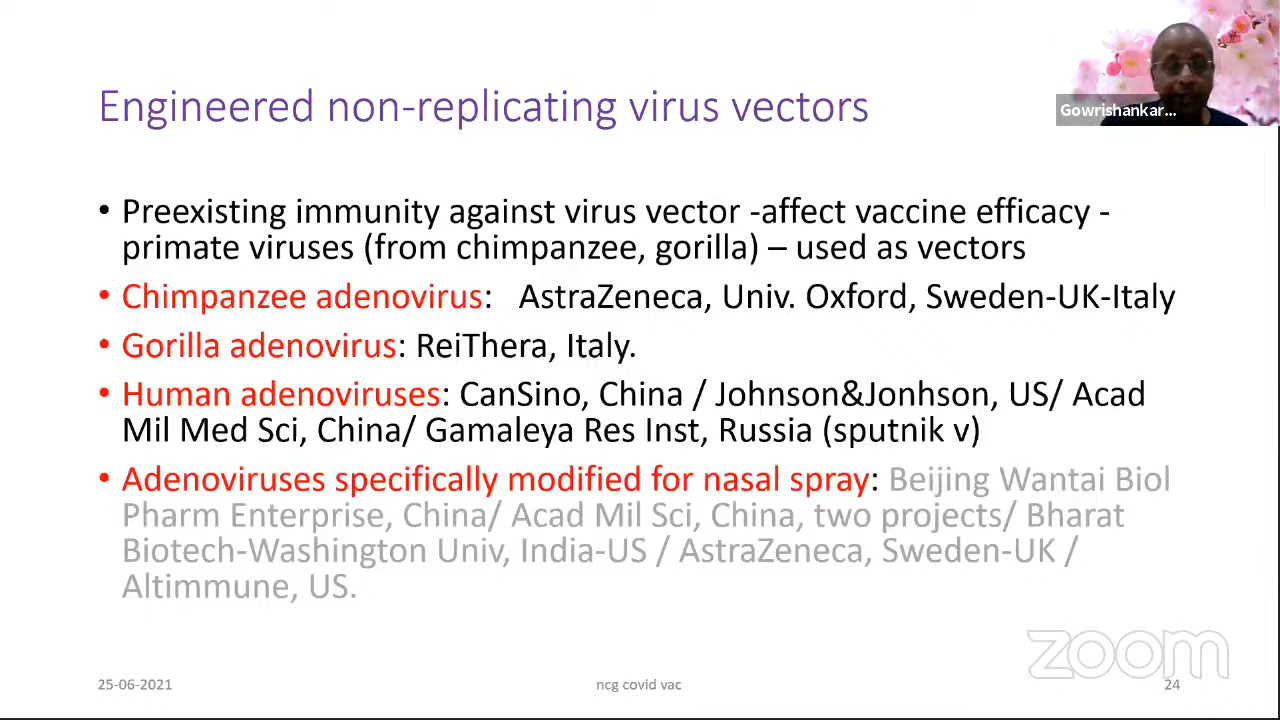 Gowrishankar...
Engineered non-replicating virus vectors
• Preexisting immunity against virus vector -affect vaccine efficacy -
primate viruses (from chimpanzee, gorilla) – used as vectors
• Chimpanzee adenovirus: AstraZeneca, Univ. Oxford, Sweden-UK-Italy
• Gorilla adenovirus: ReiThera, Italy.
• Human adenoviruses: CanSino, China / Johnson&Jonhson, US/ Acad
Mil Med Sci, China/ Gamaleya Res Inst, Russia (sputnik v)
• Adenoviruses specifically modified for nasal spray: Beijing Wantai Biol
Pharm Enterprise, China/ Acad Mil Sci, China, two projects/ Bharat
Biotech-Washington Univ, India-US / AstraZeneca, Sweden-UK /
Altimmune, US.
zoom
25-06-2021
ncg covid vac
24